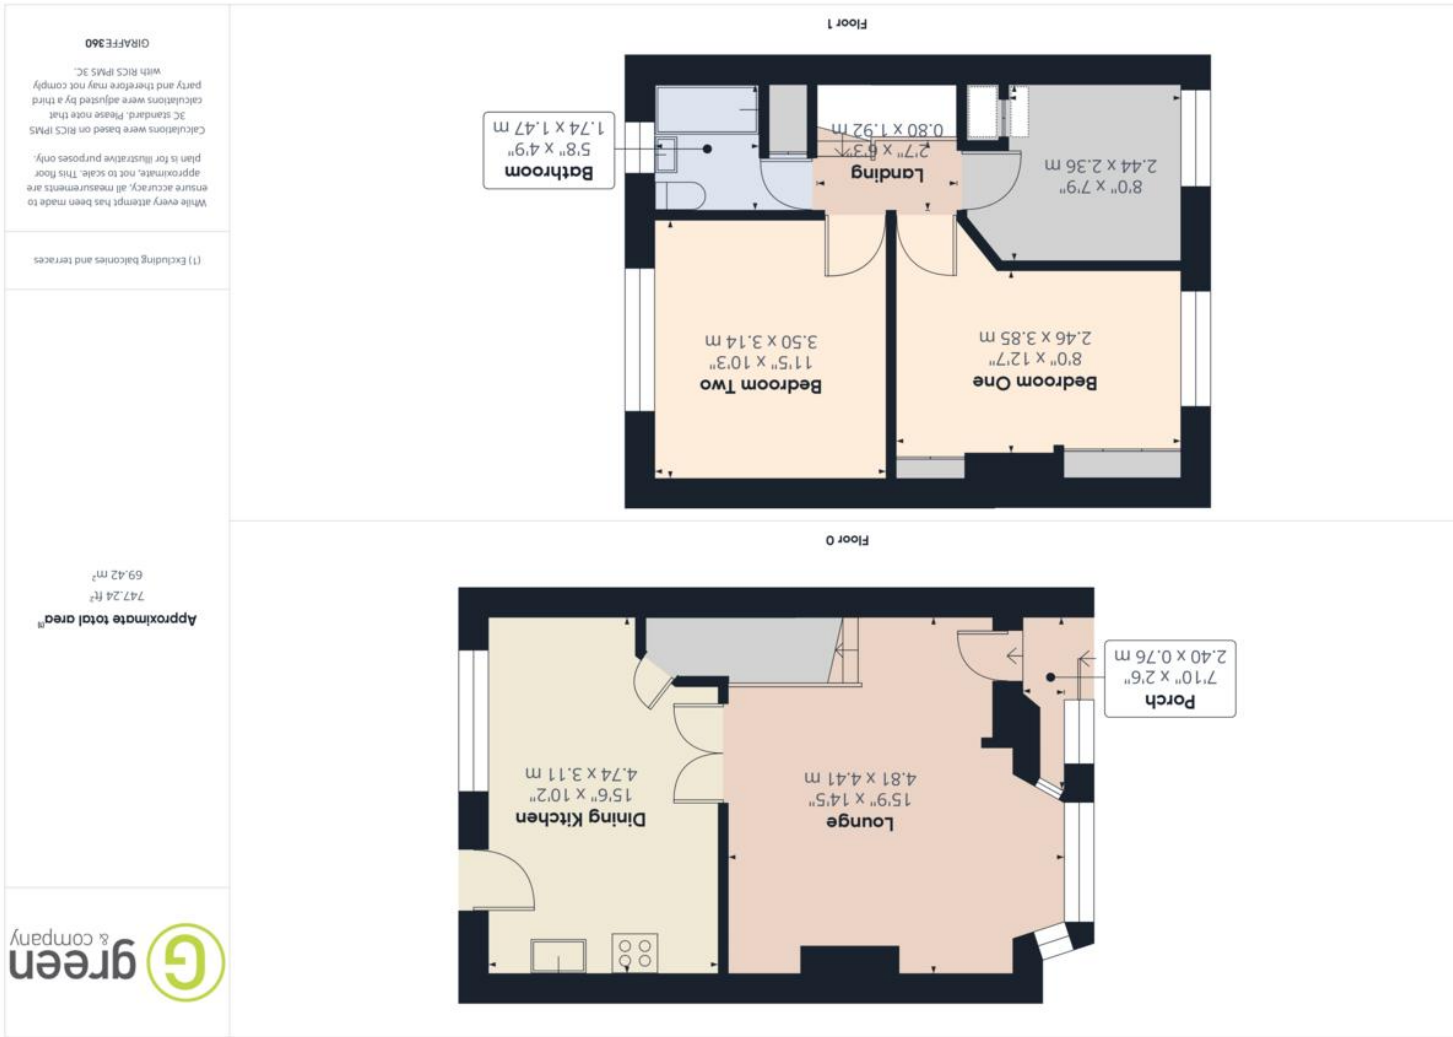 green
& company
G
Approximate total area⁽¹⁾
747.24 ft²
69.42 m²
(1) Excluding balconies and terraces
While every attempt has been made to
ensure accuracy, all measurements are
approximate, not to scale. This floor
plan is for illustrative purposes only.
Calculations were based on RICS IPMS
3C standard. Please note that
calculations were adjusted by a third
party and therefore may not comply
with RICS IPMS 3C.
GIRAFFE360
Porch
7'10" x 2'6"
2.40 x 0.76 m
Lounge
15'9" x 14'5"
4.81 x 4.41 m
Dining Kitchen
15'6" x 10'2"
4.74 x 3.11 m
Floor 0
Bedroom One
8'0" x 12'7"
2.46 x 3.85 m
Bedroom Two
11'5" x 10'3"
3.50 x 3.14 m
8'0" x 7'9"
2.44 x 2.36 m
Landing
2'7" x 6'3"
0.80 x 1.92 m
Bathroom
5'8" x 4'9"
1.74 x 1.47 m
Floor 1